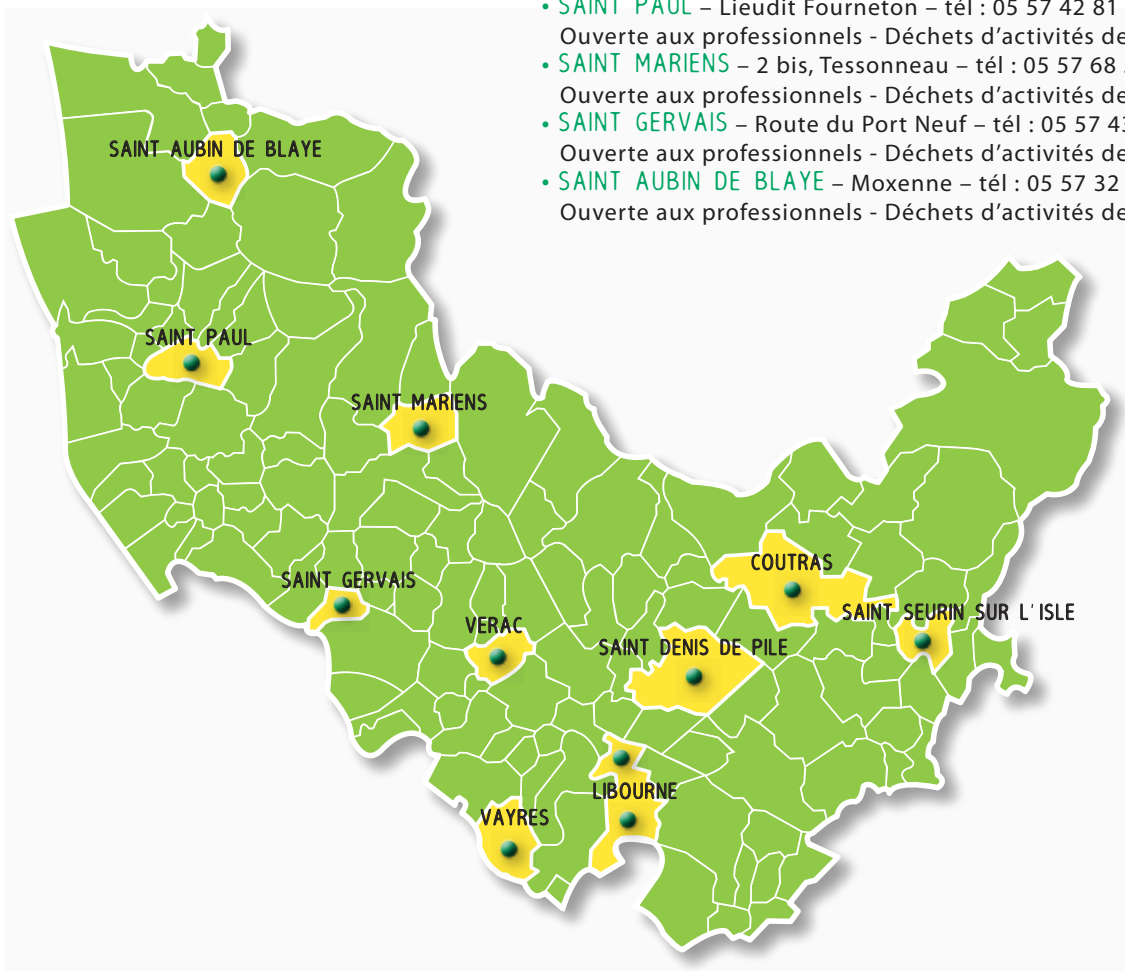 • SAINT PAUL – Lieudit Fourneton – tél : 05 57 42 81
Ouverte aux professionnels - Déchets d’activités de
• SAINT MARIENS – 2 bis, Tessonneau – tél : 05 57 68
Ouverte aux professionnels - Déchets d’activités de
• SAINT GERVAIS – Route du Port Neuf – tél : 05 57 43
Ouverte aux professionnels - Déchets d’activités de
• SAINT AUBIN DE BLAYE – Moxenne – tél : 05 57 32
Ouverte aux professionnels - Déchets d’activités de
SAINT AUBIN DE BLAYE
SAINT PAUL
SAINT MARIENS
COUTRAS
SAINT GERVAIS
SAINT SEURIN SUR L'ISLE
VERAC
SAINT DENIS DE PILE
LIBOURNE
VAYRES